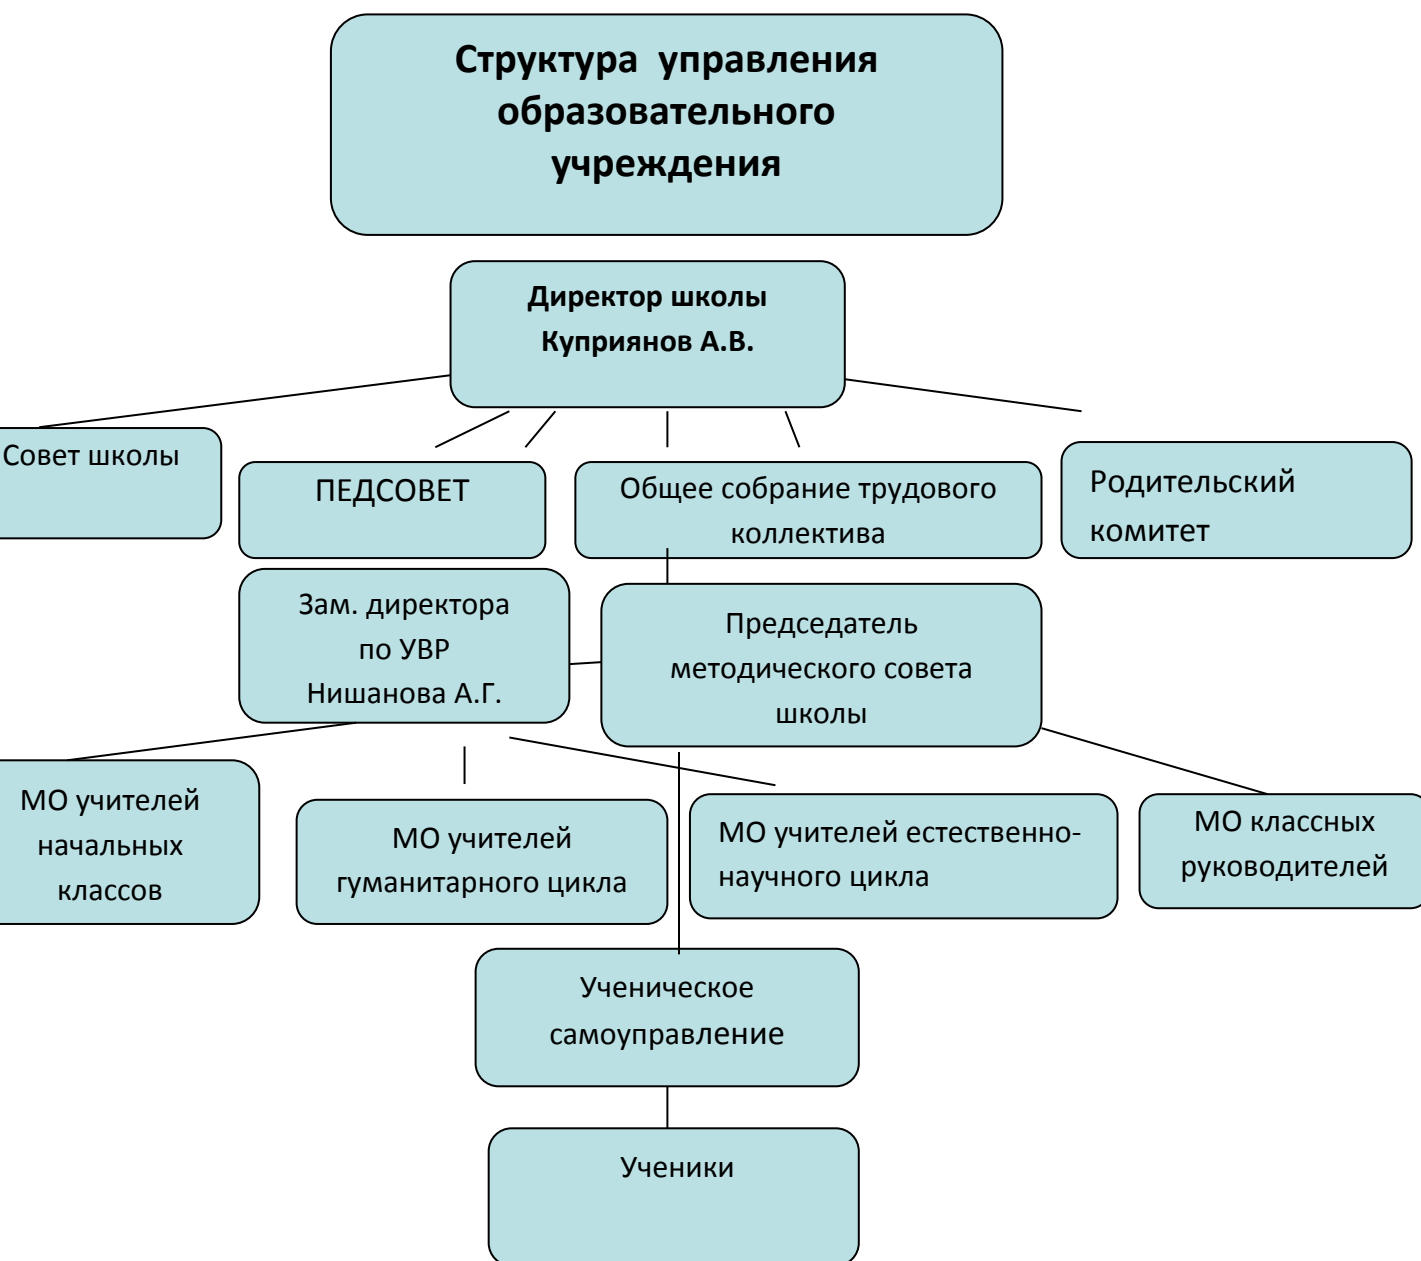 Структура управления
образовательного
учреждения
Директор школы
Куприянов А.В.
Совет школы
ПЕДСОВЕТ
Общее собрание трудового
коллектива
Родительский
комитет
Зам. директора
по УВР
Нишанова А.Г.
Председатель
методического совета
школы
МО учителей
начальных
классов
МО учителей
гуманитарного цикла
МО учителей естественно-
научного цикла
МО классных
руководителей
Ученическое
самоуправление
Ученики